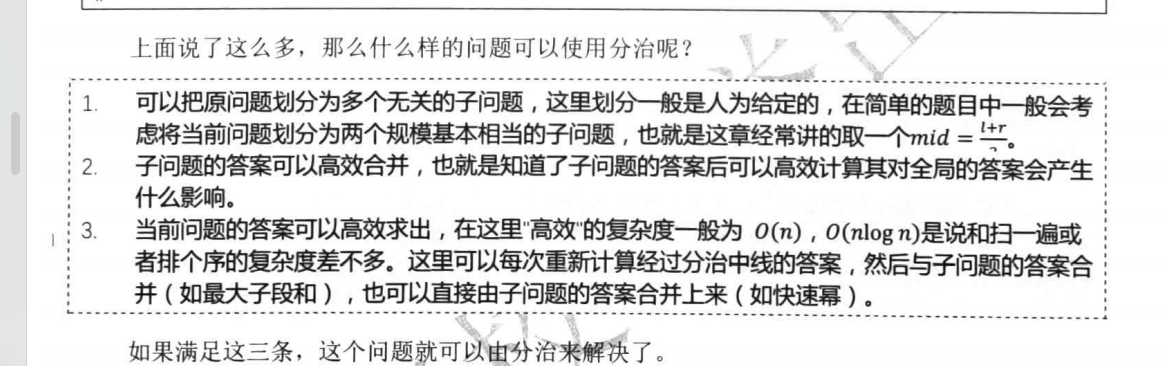 上面说了这么多，那么什么样的问题可以使用分治呢？
1. 可以把原问题划分为多个无关的子问题，这里划分一般是人为给定的，在简单的题目中一般会考
虑将当前问题划分为两个规模基本相当的子问题，也就是这章经常讲的取一个mid = l+r
2. 子问题的答案可以高效合并，也就是知道了子问题的答案后可以高效计算其对全局的答案会产生
什么影响。
3. 当前问题的答案可以高效求出，在这里"高效"的复杂度一般为 O(n)，O(nlog n)是说和扫一遍或
者排个序的复杂度差不多。这里可以每次重新计算经过分治中线的答案，然后与子问题的答案合
并（如最大子段和），也可以直接由子问题的答案合并上来（如快速幂）。
如果满足这三条，这个问题就可以由分治来解决了。